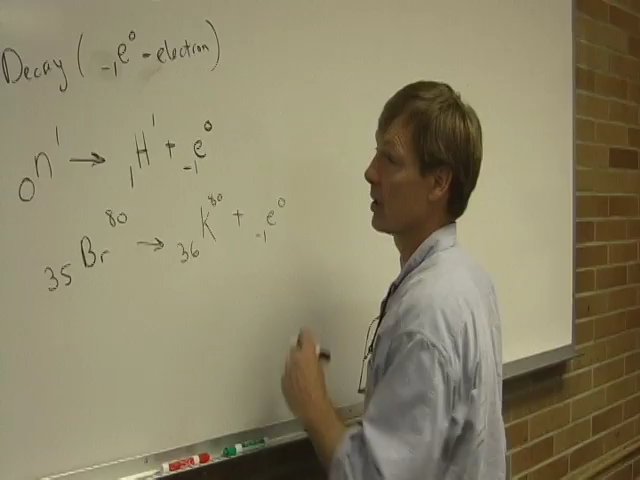 Decay ( ₋₁e⁰ - electron)
₀n¹ → ₁H¹ + ₋₁e⁰
₃₅Br⁸⁰ → ₃₆K⁸⁰ + ₋₁e⁰